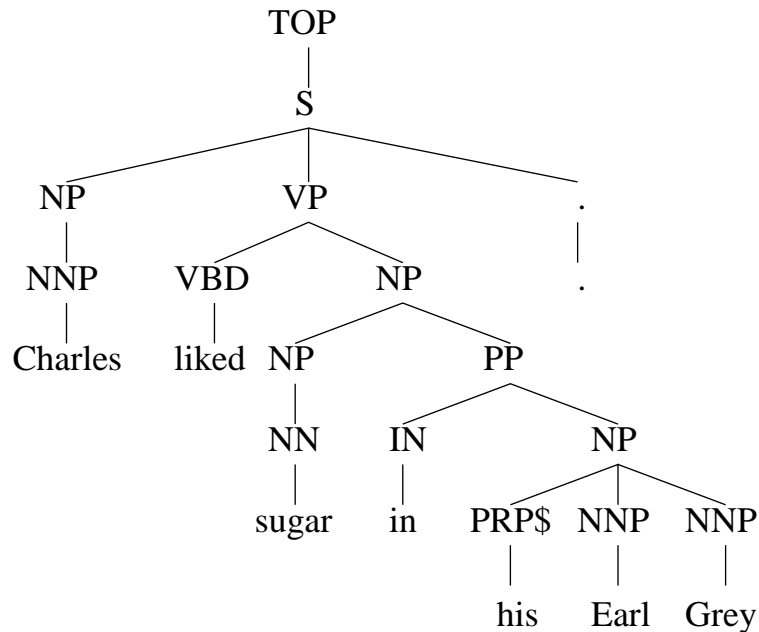 TOP
S
NP VP .
NNP VBD NP .
Charles liked NP PP
NN IN NP
sugar in PRP$ NNP NNP
his Earl Grey